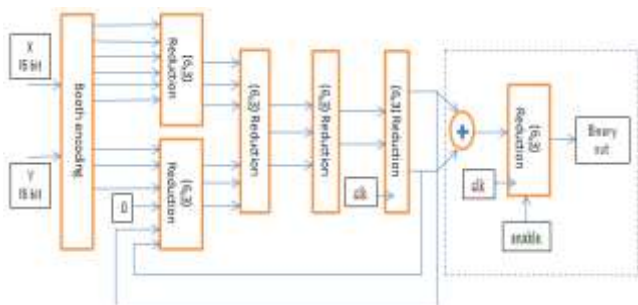 X
16 bit
Booth encoding
Y
16 bit
(6,3)
Reduction
(6,3)
Reduction
0
(6,3) Reduction
(6,3) Reduction
clk
(6,3) Reduction
+
(6,3)
Reduction
clk
enable
Binary
out